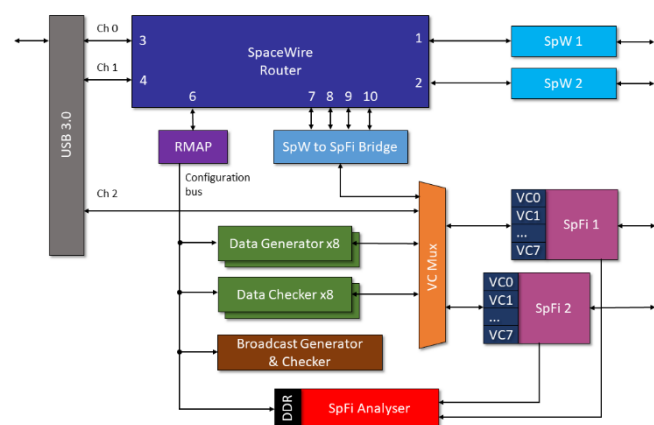 Ch 0
Ch 1
USB 3.0
3
4
SpaceWire
Router
1
2
6
7
8
9
10
SpW 1
SpW 2
RMAP
SpW to SpFi Bridge
Configuration
bus
Ch 2
Data Generator x8
Data Checker x8
Broadcast Generator
& Checker
VC Mux
VC0
VC1
...
VC7
SpFi 1
VC0
VC1
...
VC7
SpFi 2
DDR
SpFi Analyser